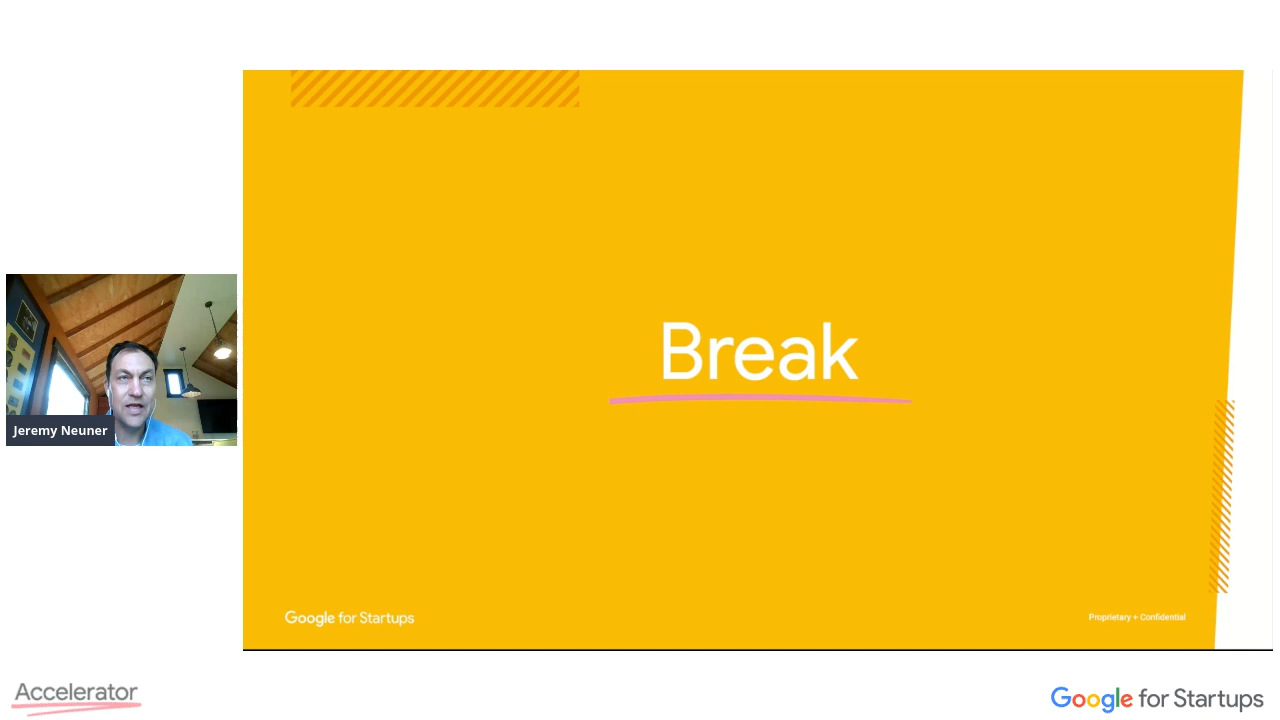 Break
Jeremy Neuner
Google for Startups
Proprietary + Confidential
Accelerator
Google for Startups